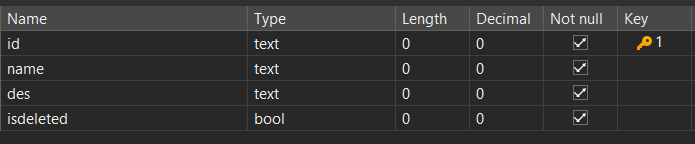 Name Type Length Decimal Not null Key
id text 0 0 1
name text 0 0
des text 0 0
isdeleted bool 0 0